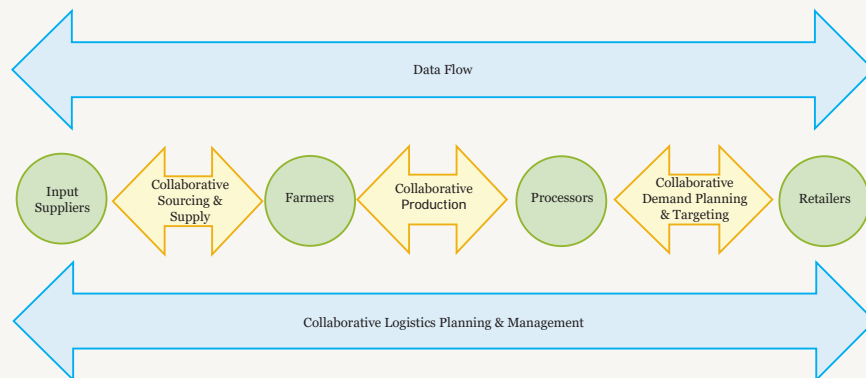 Data Flow
Input
Suppliers
Collaborative
Sourcing &
Supply
Farmers
Collaborative
Production
Processors
Collaborative
Demand Planning
& Targeting
Retailers
Collaborative Logistics Planning & Management